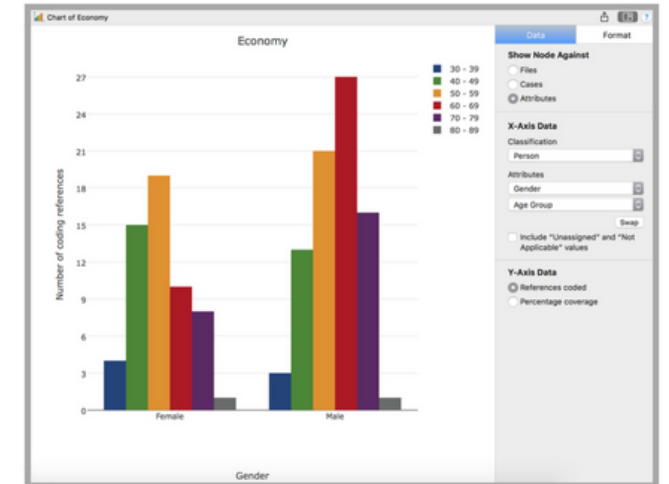 Chart of Economy
?
Economy
30 - 39
40 - 49
50 - 59
60 - 69
70 - 79
80 - 89
Number of coding references
27
24
21
18
15
12
9
6
3
0
Female
Male
Gender
Data
Format
Show Node Against
Files
Cases
Attributes
X-Axis Data
Classification
Person
Attributes
Gender
Age Group
Swap
Include "Unassigned" and "Not
Applicable" values
Y-Axis Data
References coded
Percentage coverage